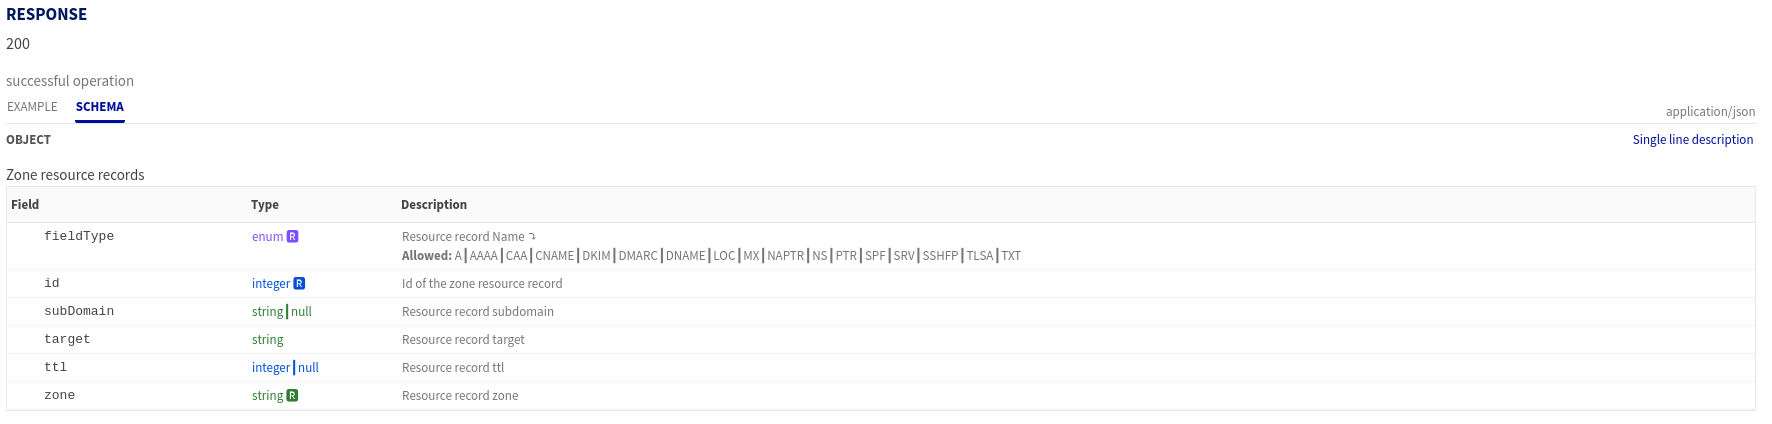 RESPONSE
200
successful operation
EXAMPLE SCHEMA
application/json
OBJECT
Single line description
Zone resource records
Field Type Description
fieldType enum R Resource record Name ⤵
Allowed: A|AAAA|CAA|CNAME|DKIM|DMARC|DNAME|LOC|MX|NAPTR|NS|PTR|SPF|SRV|SSHFP|TLSA|TXT
id integer R Id of the zone resource record
subDomain string|null Resource record subdomain
target string Resource record target
ttl integer|null Resource record ttl
zone string R Resource record zone